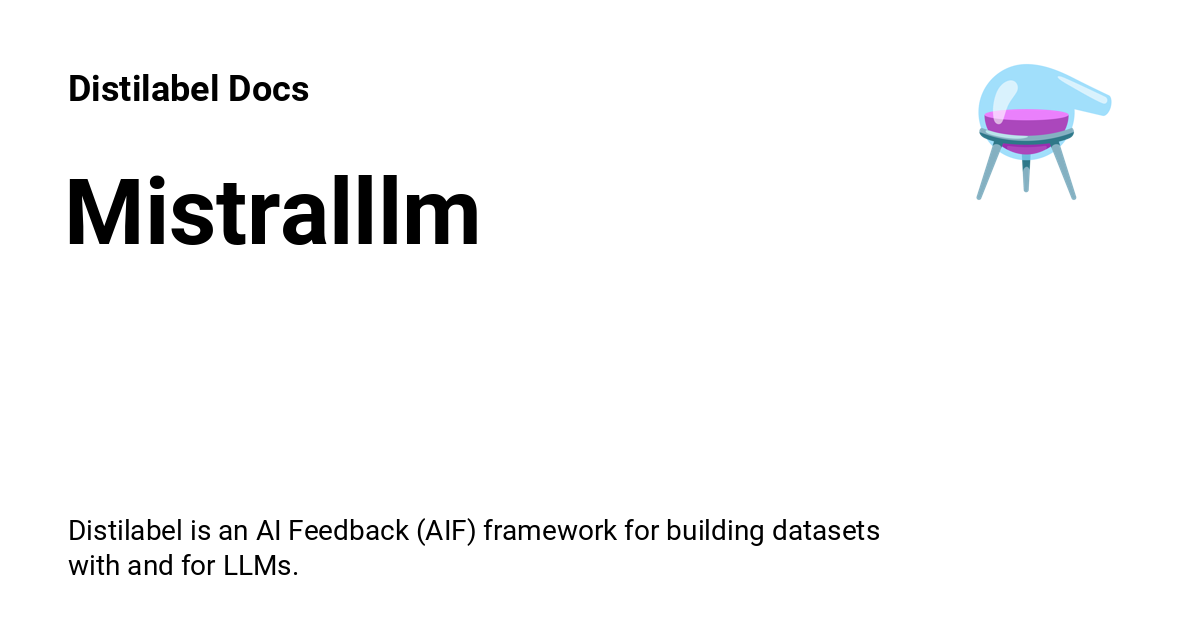 Distilabel Docs
Mistralllm
Distilabel is an AI Feedback (AIF) framework for building datasets
with and for LLMs.